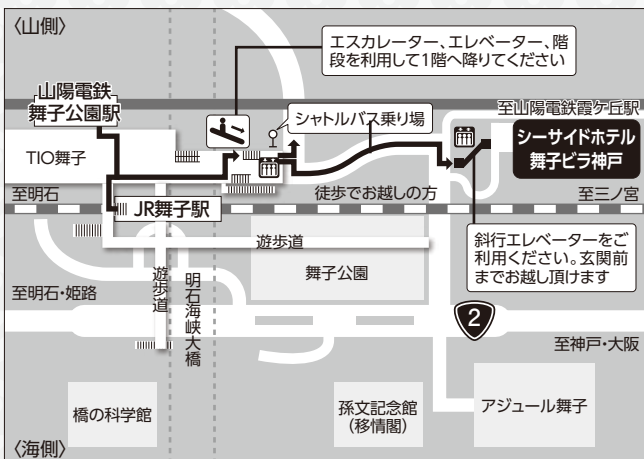 〈山側〉
エスカレーター、エレベーター、階
段を利用して1階へ降りてください
山陽電鉄
舞子公園駅
シャトルバス乗り場
至山陽電鉄霞ケ丘駅
シーサイドホテル
舞子ビラ神戸
TIO舞子
至明石
JR舞子駅
徒歩でお越しの方
至三ノ宮
斜行エレベーターをご
利用ください。玄関前
までお越し頂けます
遊歩道
舞子公園
遊歩道
明石海峡大橋
至明石・姫路
2
至神戸・大阪
橋の科学館
孫文記念館
(移情閣)
アジュール舞子
〈海側〉